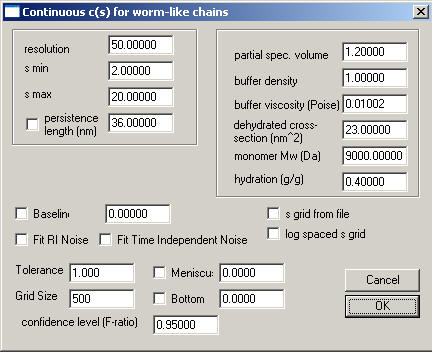 Continuous c(s) for worm-like chains
resolution 50.00000
s min 2.00000
s max 20.00000
persistence length (nm) 36.00000
partial spec. volume 1.20000
buffer density 1.00000
buffer viscosity (Poise) 0.01002
dehydrated cross-
section (nm^2) 23.00000
monomer Mw (Da) 9000.00000
hydration (g/g) 0.40000
Baseline 0.00000
s grid from file
Fit RI Noise Fit Time Independent Noise
log spaced s grid
Tolerance 1.000
Meniscu: 0.0000
Grid Size 500
Bottom 0.0000
confidence level (F-ratio) 0.95000
Cancel
OK